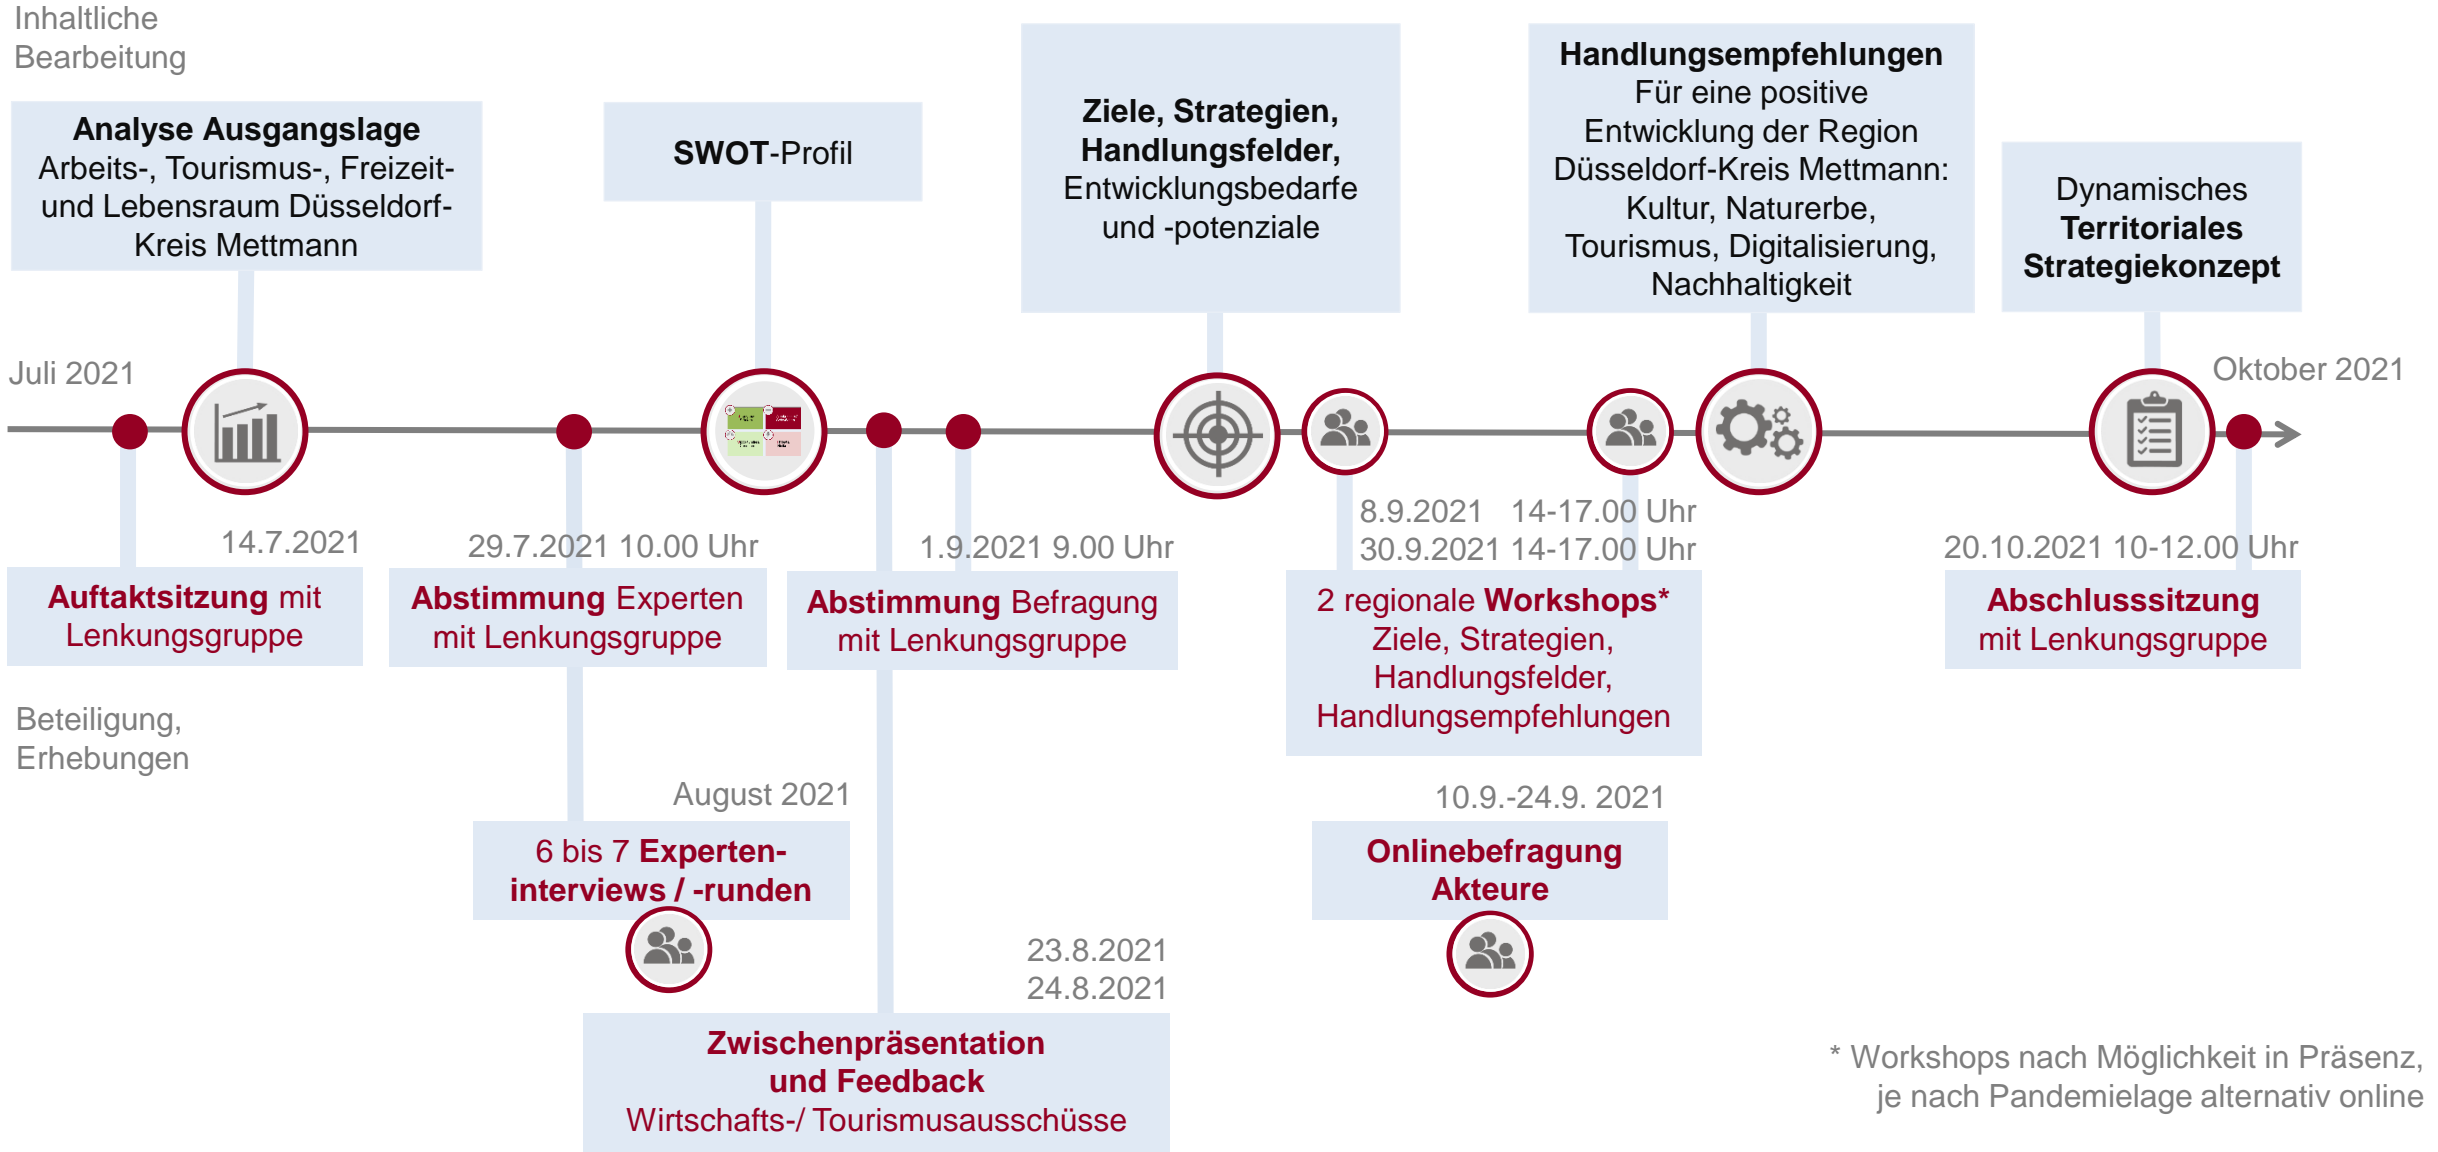 Inhaltliche
Bearbeitung
Analyse Ausgangslage
Arbeits-, Tourismus-, Freizeit-
und Lebensraum Düsseldorf-
Kreis Mettmann
SWOT-Profil
Ziele, Strategien,
Handlungsfelder,
Entwicklungsbedarfe
und -potenziale
Handlungsempfehlungen
Für eine positive
Entwicklung der Region
Düsseldorf-Kreis Mettmann:
Kultur, Naturerbe,
Tourismus, Digitalisierung,
Nachhaltigkeit
Dynamisches
Territoriales
Strategiekonzept
Juli 2021
Oktober 2021
14.7.2021
Auftaktsitzung mit
Lenkungsgruppe
29.7.2021 10.00 Uhr
Abstimmung Experten
mit Lenkungsgruppe
1.9.2021 9.00 Uhr
Abstimmung Befragung
mit Lenkungsgruppe
8.9.2021 14-17.00 Uhr
30.9.2021 14-17.00 Uhr
2 regionale Workshops*
Ziele, Strategien,
Handlungsfelder,
Handlungsempfehlungen
20.10.2021 10-12.00 Uhr
Abschlusssitzung
mit Lenkungsgruppe
Beteiligung,
Erhebungen
August 2021
6 bis 7 Experten-
interviews / -runden
10.9.-24.9. 2021
Onlinebefragung
Akteure
23.8.2021
24.8.2021
Zwischenpräsentation
und Feedback
Wirtschafts-/ Tourismusausschüsse
* Workshops nach Möglichkeit in Präsenz,
je nach Pandemielage alternativ online